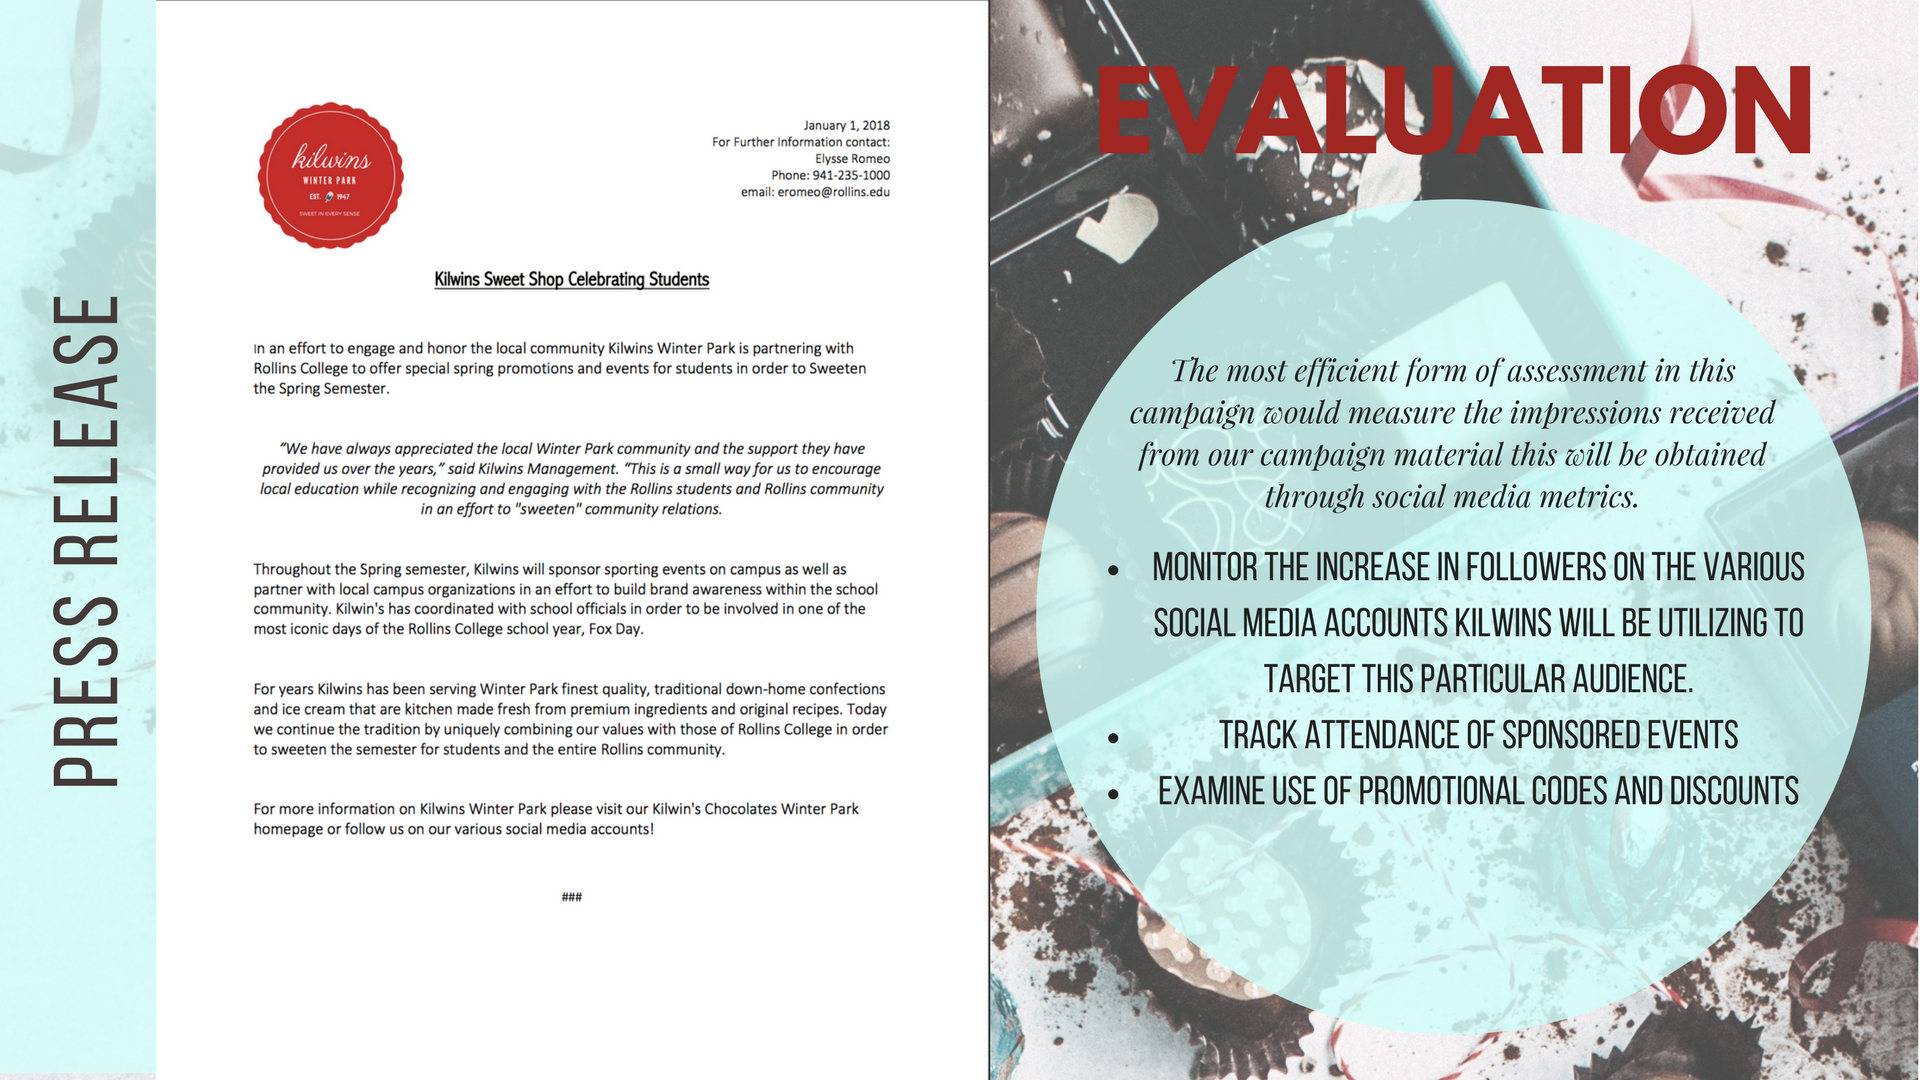 PRESS RELEASE
kilwins
WINTER PARK
EST. 1947
SWEET IN EVERY SENSE
January 1, 2018
For Further Information contact:
Elysse Romeo
Phone: 941-235-1000
email: eromeo@rollins.edu
Kilwins Sweet Shop Celebrating Students
In an effort to engage and honor the local community Kilwins Winter Park is partnering with
Rollins College to offer special spring promotions and events for students in order to Sweeten
the Spring Semester.
“We have always appreciated the local Winter Park community and the support they have
provided us over the years,” said Kilwins Management. “This is a small way for us to encourage
local education while recognizing and engaging with the Rollins students and Rollins community
in an effort to "sweeten" community relations.
Throughout the Spring semester, Kilwins will sponsor sporting events on campus as well as
partner with local campus organizations in an effort to build brand awareness within the school
community. Kilwin's has coordinated with school officials in order to be involved in one of the
most iconic days of the Rollins College school year, Fox Day.
For years Kilwins has been serving Winter Park finest quality, traditional down-home confections
and ice cream that are kitchen made fresh from premium ingredients and original recipes. Today
we continue the tradition by uniquely combining our values with those of Rollins College in order
to sweeten the semester for students and the entire Rollins community.
For more information on Kilwins Winter Park please visit our Kilwin's Chocolates Winter Park
homepage or follow us on our various social media accounts!
###
EVALUATION
The most efficient form of assessment in this
campaign would measure the impressions received
from our campaign material this will be obtained
through social media metrics.
• MONITOR THE INCREASE IN FOLLOWERS ON THE VARIOUS
SOCIAL MEDIA ACCOUNTS KILWINS WILL BE UTILIZING TO
TARGET THIS PARTICULAR AUDIENCE.
• TRACK ATTENDANCE OF SPONSORED EVENTS
• EXAMINE USE OF PROMOTIONAL CODES AND DISCOUNTS